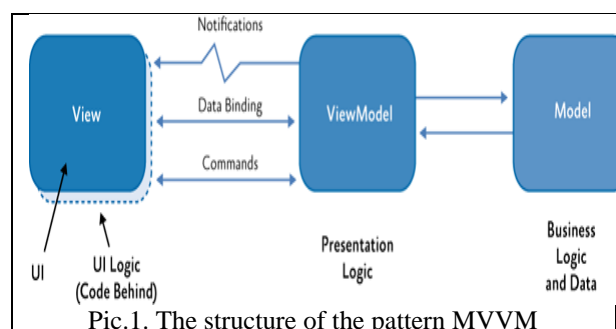 Notifications
View
Data Binding
ViewModel
Model
Commands
UI
UI Logic
(Code Behind)
Presentation
Logic
Business
Logic
and Data
Pic.1. The structure of the pattern MVVM